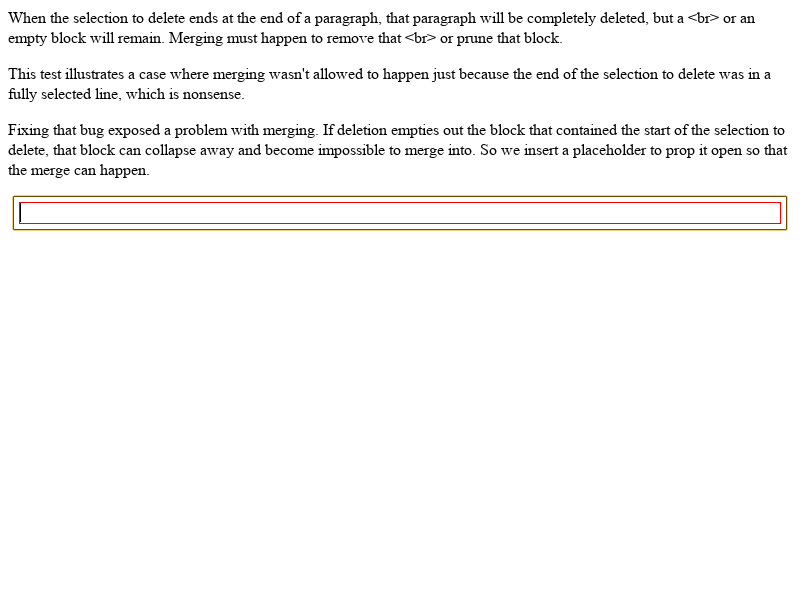 When the selection to delete ends at the end of a paragraph, that paragraph will be completely deleted, but a <br> or an
empty block will remain. Merging must happen to remove that <br> or prune that block.
This test illustrates a case where merging wasn't allowed to happen just because the end of the selection to delete was in a
fully selected line, which is nonsense.
Fixing that bug exposed a problem with merging. If deletion empties out the block that contained the start of the selection to
delete, that block can collapse away and become impossible to merge into. So we insert a placeholder to prop it open so that
the merge can happen.